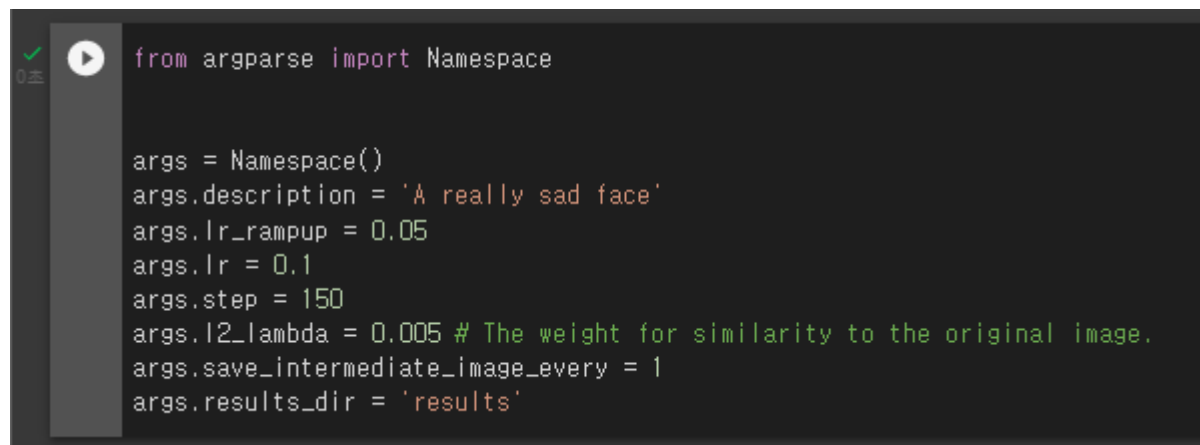 from argparse import Namespace
0초
args = Namespace()
args.description = 'A really sad face'
args.lr_rampup = 0.05
args.lr = 0.1
args.step = 150
args.l2_lambda = 0.005 # The weight for similarity to the original image.
args.save_intermediate_image_every = 1
args.results_dir = 'results'